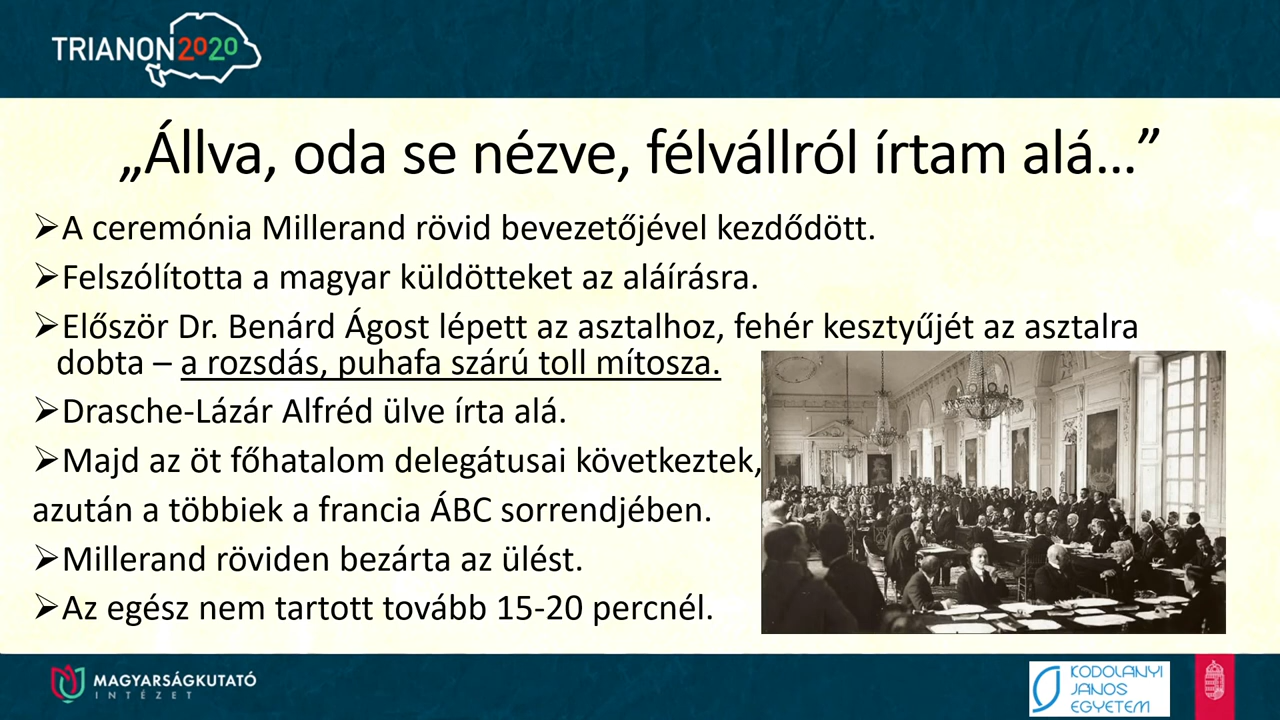 TRIANON2020
„Állva, oda se nézve, félvállról írtam alá…”
➢A ceremónia Millerand rövid bevezetőjével kezdődött.
➢Felszólította a magyar küldötteket az aláírásra.
➢Először Dr. Benárd Ágost lépett az asztalhoz, fehér kesztyűjét az asztalra
dobta – a rozsdás, puhafa szárú toll mítosza.
➢Drasche-Lázár Alfréd ülve írta alá.
➢Majd az öt főhatalom delegátusai következtek,
azután a többiek a francia ÁBC sorrendjében.
➢Millerand röviden bezárta az ülést.
➢Az egész nem tartott tovább 15-20 percnél.
MAGYARSÁGKUTATÓ
INTÉZET
KODOLÁNYI
JÁNOS
EGYETEM